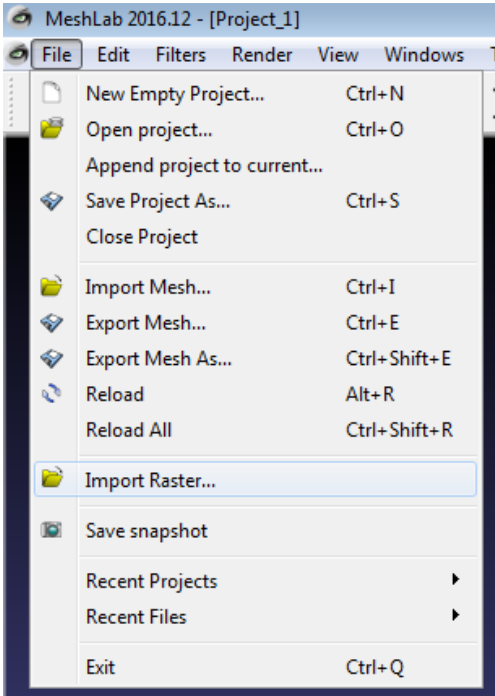 MeshLab 2016.12 - [Project_1]
File Edit Filters Render View Windows
New Empty Project... Ctrl+N
Open project... Ctrl+O
Append project to current...
Save Project As... Ctrl+S
Close Project
Import Mesh... Ctrl+I
Export Mesh... Ctrl+E
Export Mesh As... Ctrl+Shift+E
Reload Alt+R
Reload All Ctrl+Shift+R
Import Raster...
Save snapshot
Recent Projects
Recent Files
Exit Ctrl+Q